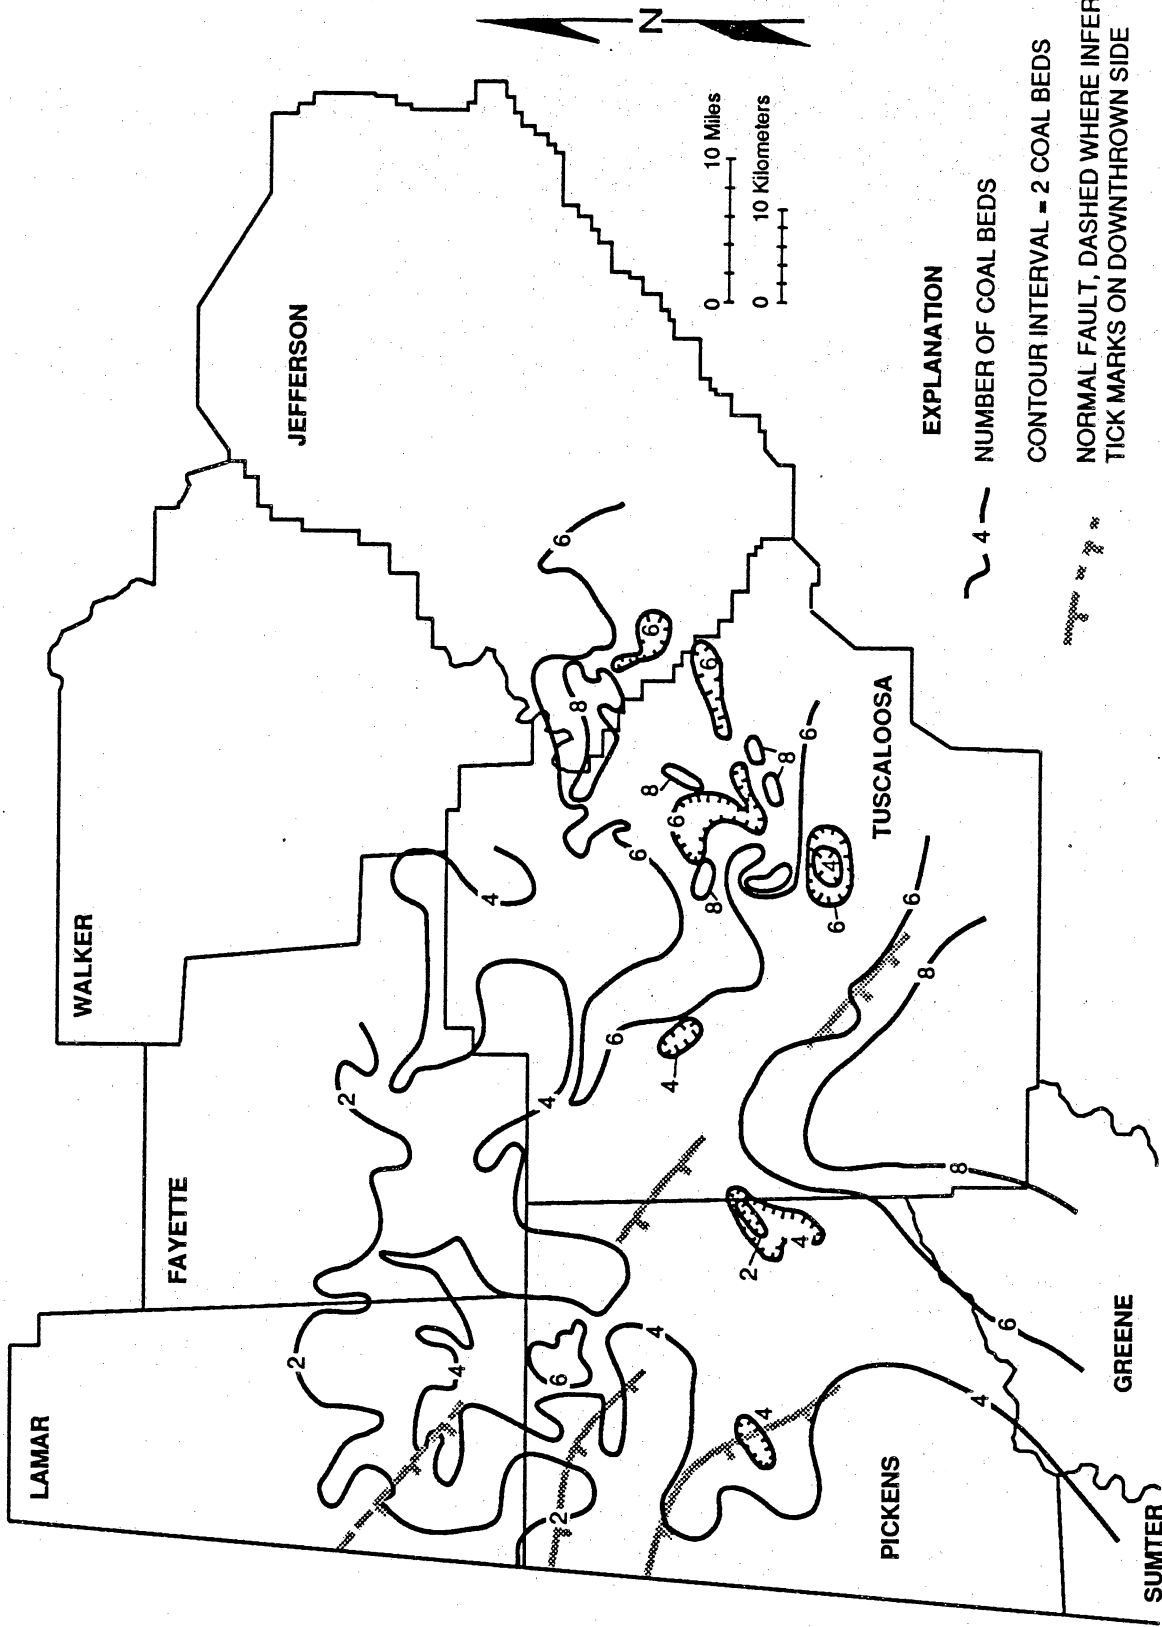 LAMAR
WALKER
FAYETTE
JEFFERSON
2
2
4
4
4
2
6
6
8
6
6
6
N
4
8
4
6
6
8
0 10 Miles
2
4
0 10 Kilometers
8
4
6
4
6
TUSCALOOSA
PICKENS
6
8
8
4
6
GREENE
SUMTER
EXPLANATION
4 NUMBER OF COAL BEDS
CONTOUR INTERVAL = 2 COAL BEDS
NORMAL FAULT, DASHED WHERE INFER
TICK MARKS ON DOWNTHROWN SIDE